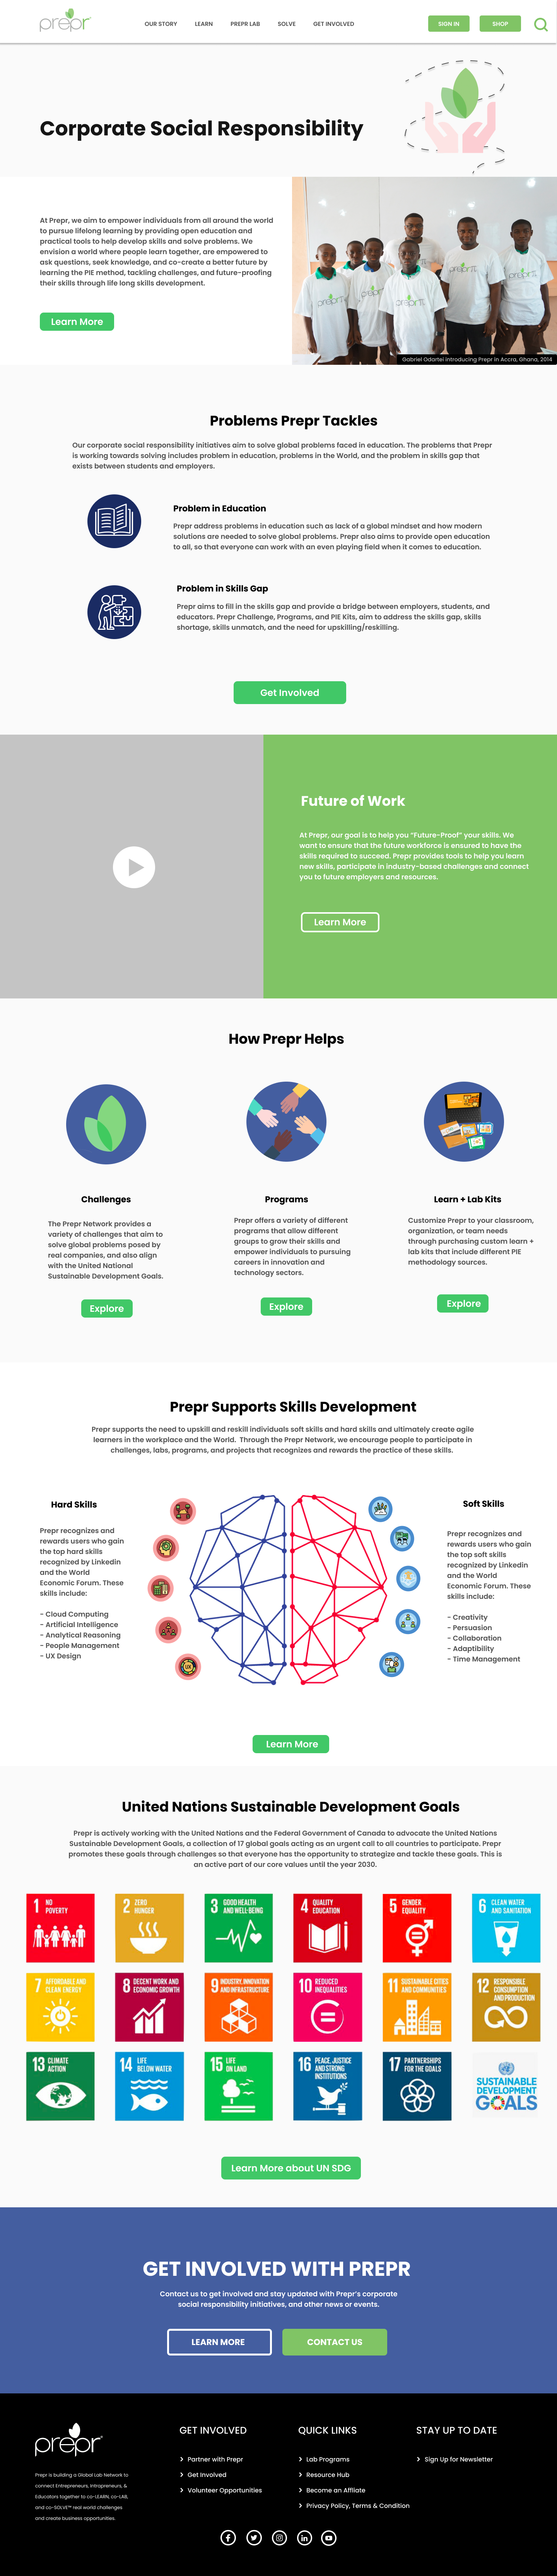 prepr
OUR STORY
LEARN
PREPR LAB
SOLVE
GET INVOLVED
SIGN IN
SHOP
Corporate Social Responsibility
At Prepr, we aim to empower individuals from all around the world
to pursue lifelong learning by providing open education and
practical tools to help develop skills and solve problems. We
envision a world where people learn together, are empowered to
ask questions, seek knowledge, and co-create a better future by
learning the PIE method, tackling challenges, and future-proofing
their skills through life long skills development.
Learn More
Gabriel Odartei introducing Prepr in Accra, Ghana, 2014
Problems Prepr Tackles
Our corporate social responsibility initiatives aim to solve global problems faced in education. The problems that Prepr
is working towards solving includes problem in education, problems in the World, and the problem in skills gap that
exists between students and employers.
Problem in Education
Prepr address problems in education such as lack of a global mindset and how modern
solutions are needed to solve global problems. Prepr also aims to provide open education
to all, so that everyone can work with an even playing field when it comes to education.
Problem in Skills Gap
Prepr aims to fill in the skills gap and provide a bridge between employers, students, and
educators. Prepr Challenge, Programs, and PIE Kits, aim to address the skills gap, skills
shortage, skills unmatch, and the need for upskilling/reskilling.
Get Involved
Future of Work
At Prepr, our goal is to help you “Future-Proof” your skills. We
want to ensure that the future workforce is ensured to have the
skills required to succeed. Prepr provides tools to help you learn
new skills, participate in industry-based challenges and connect
you to future employers and resources.
Learn More
How Prepr Helps
Challenges
The Prepr Network provides a
variety of challenges that aim to
solve global problems posed by
real companies, and also align
with the United National
Sustainable Development Goals.
Explore
Programs
Prepr offers a variety of different
programs that allow different
groups to grow their skills and
empower individuals to pursuing
careers in innovation and
technology sectors.
Explore
Learn + Lab Kits
Customize Prepr to your classroom,
organization, or team needs
through purchasing custom learn +
lab kits that include different PIE
methodology sources.
Explore
Prepr Supports Skills Development
Prepr supports the need to upskill and reskill individuals soft skills and hard skills and ultimately create agile
learners in the workplace and the World. Through the Prepr Network, we encourage people to participate in
challenges, labs, programs, and projects that recognizes and rewards the practice of these skills.
Hard Skills
Prepr recognizes and
rewards users who gain
the top hard skills
recognized by Linkedin
and the World
Economic Forum. These
skills include:
- Cloud Computing
- Artificial Intelligence
- Analytical Reasoning
- People Management
- UX Design
Soft Skills
Prepr recognizes and
rewards users who gain
the top soft skills
recognized by Linkedin
and the World
Economic Forum. These
skills include:
- Creativity
- Persuasion
- Collaboration
- Adaptibility
- Time Management
Learn More
United Nations Sustainable Development Goals
Prepr is actively working with the United Nations and the Federal Government of Canada to advocate the United Nations
Sustainable Development Goals, a collection of 17 global goals acting as an urgent call to all countries to participate. Prepr
promotes these goals through challenges so that everyone has the opportunity to strategize and tackle these goals. This is
an active part of our core values until the year 2030.
1 NO
POVERTY
2 ZERO
HUNGER
3 GOOD HEALTH
AND WELL-BEING
4 QUALITY
EDUCATION
5 GENDER
EQUALITY
6 CLEAN WATER
AND SANITATION
7 AFFORDABLE AND
CLEAN ENERGY
8 DECENT WORK AND
ECONOMIC GROWTH
9 INDUSTRY, INNOVATION
AND INFRASTRUCTURE
10 REDUCED
INEQUALITIES
11 SUSTAINABLE CITIES
AND COMMUNITIES
12 RESPONSIBLE
CONSUMPTION
AND PRODUCTION
13 CLIMATE
ACTION
14 LIFE
BELOW WATER
15 LIFE
ON LAND
16 PEACE, JUSTICE
AND STRONG
INSTITUTIONS
17 PARTNERSHIPS
FOR THE GOALS
SUSTAINABLE
DEVELOPMENT
GOALS
Learn More about UN SDG
GET INVOLVED WITH PREPR
Contact us to get involved and stay updated with Prepr's corporate
social responsibility initiatives, and other news or events.
LEARN MORE
CONTACT US
prepr
Prepr is building a Global Lab Network to
connect Entrepreneurs, Intrapreneurs, &
Educators together to co-LEARN, co-LAB,
and co-SOLVE™ real world challenges
and create business opportunities.
GET INVOLVED
Partner with Prepr
Get Involved
Volunteer Opportunities
QUICK LINKS
Lab Programs
Resource Hub
Become an Affliate
Privacy Policy, Terms & Condition
STAY UP TO DATE
Sign Up for Newsletter